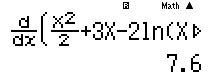 R Math ▲
d/dx(x²/2+3X-2ln(X▷
7.6